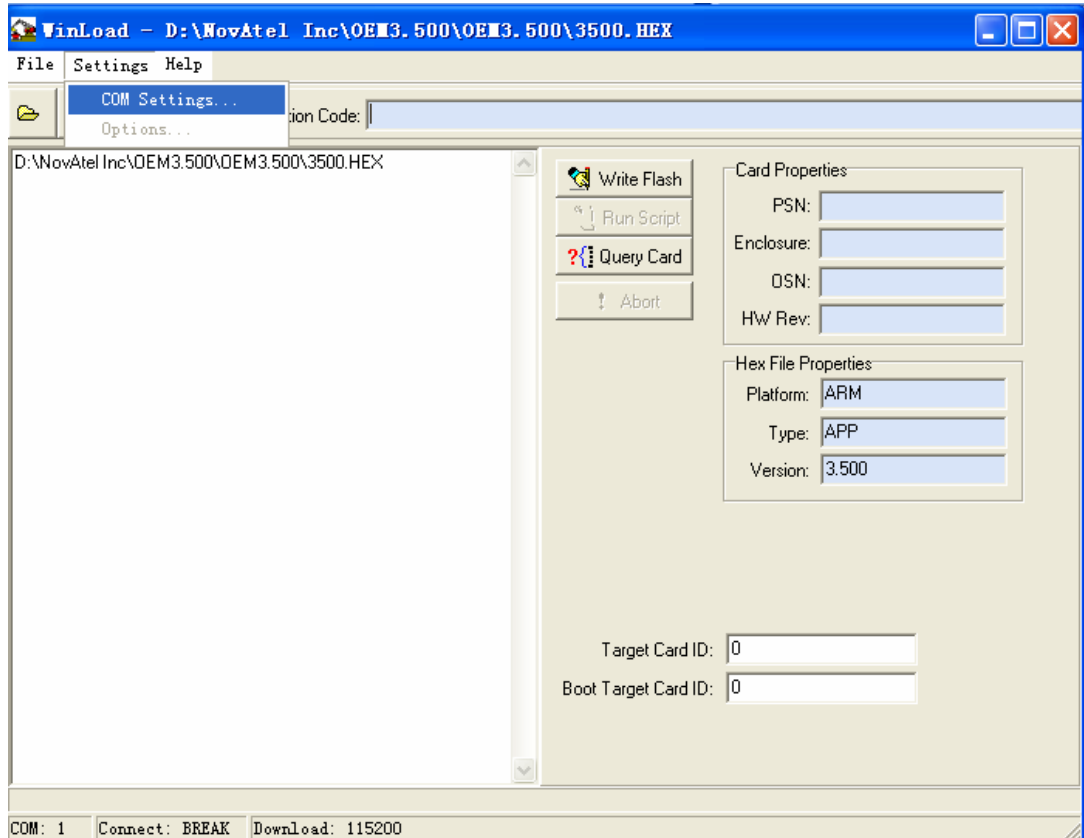 WinLoad - D:\NovAtel Inc\OEM3.500\OEM3.500\3500.HEX
File Settings Help
COM Settings...
Options...
tion Code:
D:\NovAtel Inc\OEM3.500\OEM3.500\3500.HEX
Write Flash
Run Script
?{ Query Card
! Abort
Card Properties
PSN:
Enclosure:
OSN:
HW Rev:
Hex File Properties
Platform: ARM
Type: APP
Version: 3.500
Target Card ID: 0
Boot Target Card ID: 0
COM: 1 Connect: BREAK Download: 115200